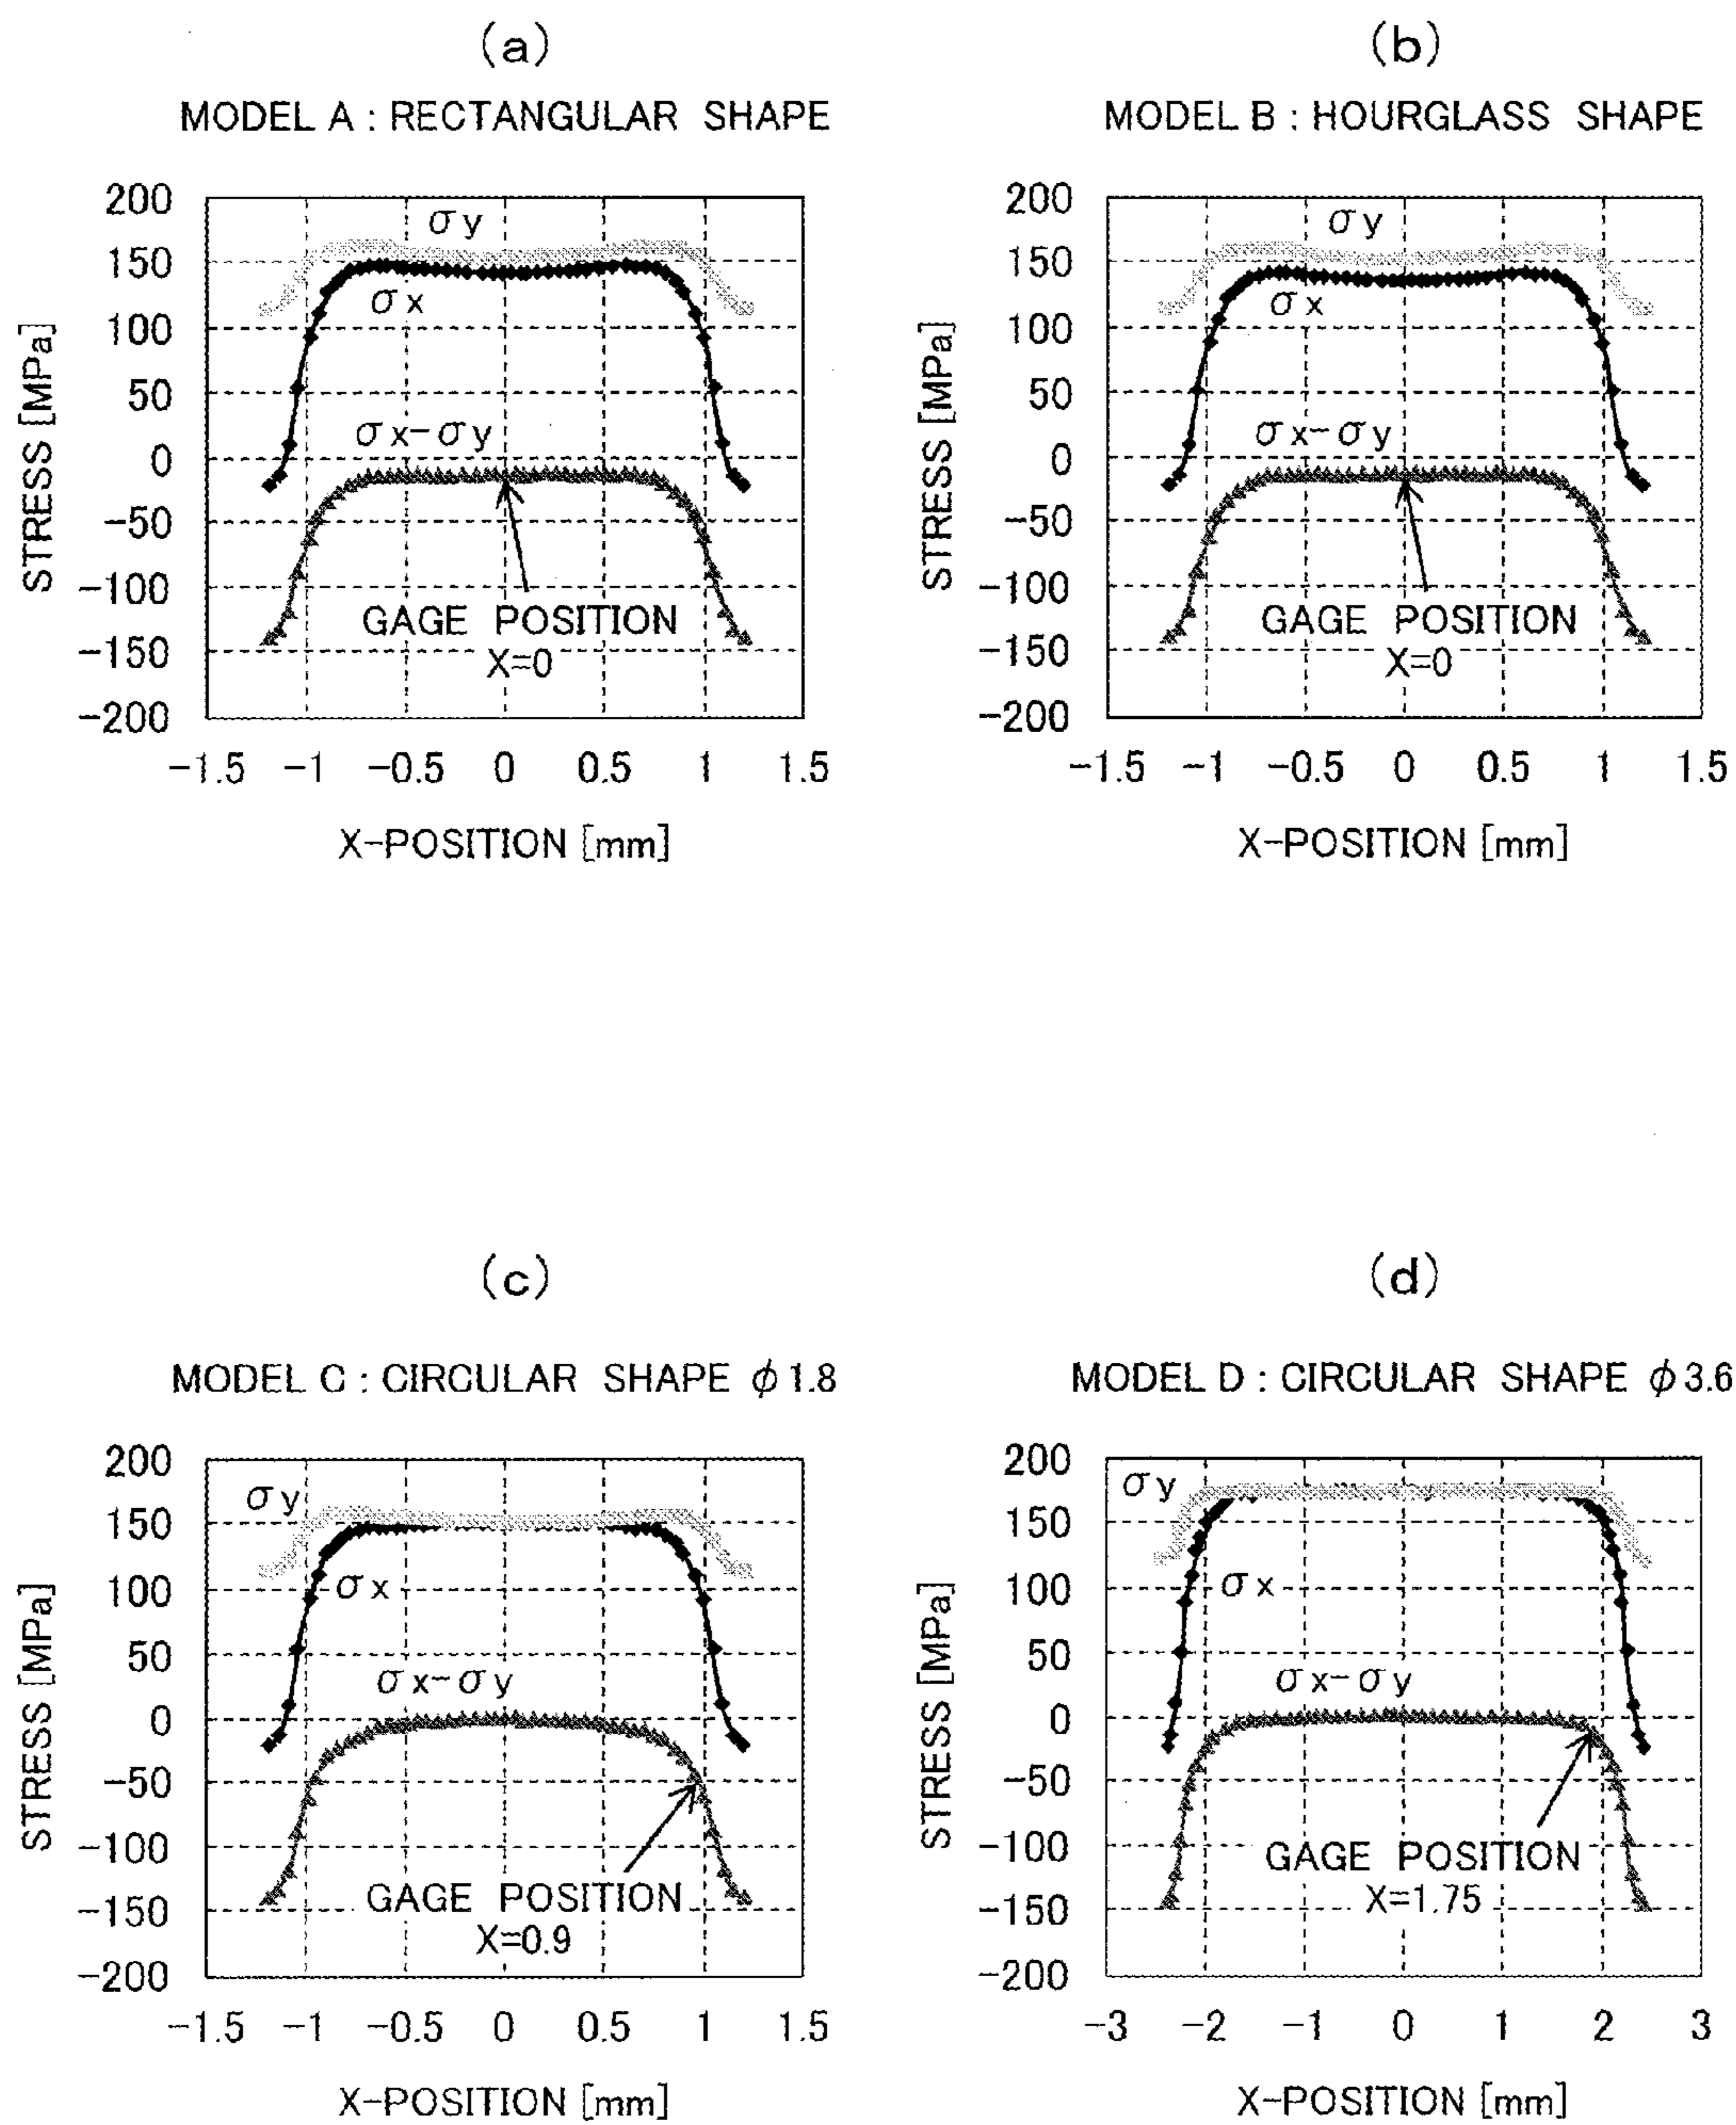 (a)
MODEL A : RECTANGULAR SHAPE
200
150
100
50
0
−50
−100
−150
−200
STRESS [MPa]
σy
σx
σx−σy
GAGE POSITION
X=0
−1.5 −1 −0.5 0 0.5 1 1.5
X-POSITION [mm]
(b)
MODEL B : HOURGLASS SHAPE
200
150
100
50
0
−50
−100
−150
−200
STRESS [MPa]
σy
σx
σx−σy
GAGE POSITION
X=0
−1.5 −1 −0.5 0 0.5 1 1.5
X-POSITION [mm]
(c)
MODEL C : CIRCULAR SHAPE ϕ1.8
200
150
100
50
0
−50
−100
−150
−200
STRESS [MPa]
σy
σx
σx−σy
GAGE POSITION
X=0.9
−1.5 −1 −0.5 0 0.5 1 1.5
X-POSITION [mm]
(d)
MODEL D : CIRCULAR SHAPE ϕ3.6
200
150
100
50
0
−50
−100
−150
−200
STRESS [MPa]
σy
σx
σx−σy
GAGE POSITION
X=1.75
−3 −2 −1 0 1 2 3
X-POSITION [mm]